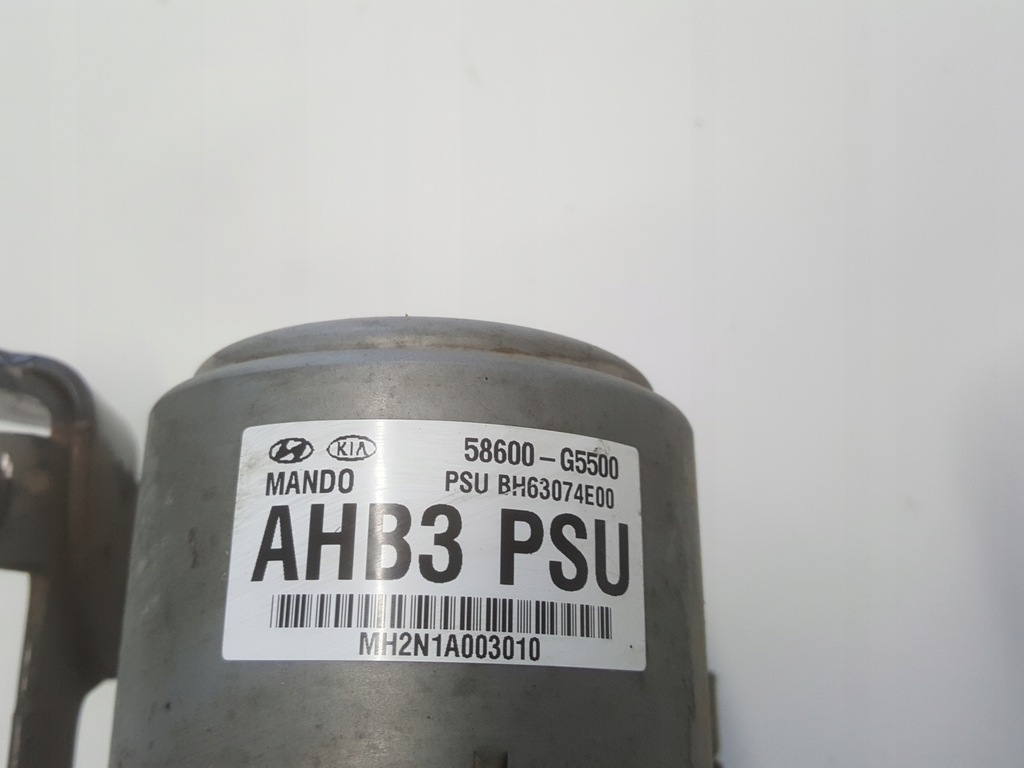 KIA 58600-G5500
MANDO PSU BH63074E00
AHB3 PSU
MH2N1A003010